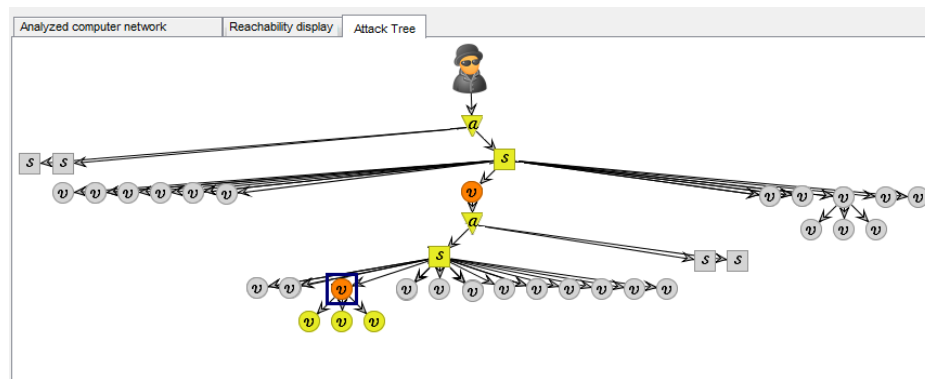 Analyzed computer network Reachability display Attack Tree
a
s s s
v v v v v v v v v v v v
a v v v
s s s
v v v v v v v v v v v v
v v v